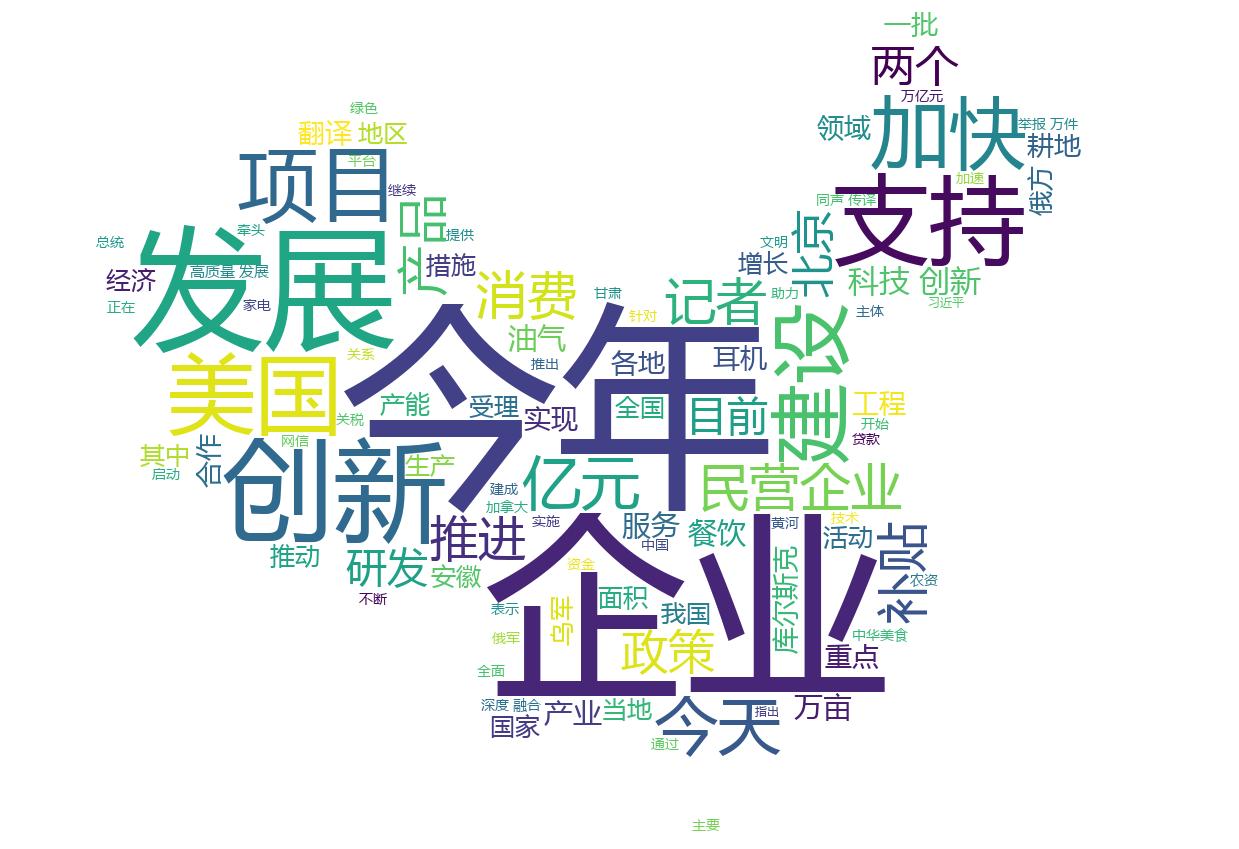 一批
两个
万亿元
绿色
领域
加快
举报 万件
翻译
地区
耕地
平台
项目
继续
加速
支持
俄方
同声 传译
产品
北京
牵头
提供
总统
文明
发展
高质量 发展
措施
增长
经济
科技 创新
正在
家电
消费
甘肃
记者
助力
习近平
针对
主体
今年
建设
油气
关系
推出
各地
耳机
美国
产能
受理
实现
全国
目前
工程
关税
开始
网信
贷款
其中
合作
启动
创新
生产
亿元
民营企业
建成
加拿大
推进
实施
服务
中国
餐饮
黄河
技术
活动
补贴
推动
研发
安徽
资金
企业
库尔斯克
农资
不断
表示
乌军
面积
我国
俄军
政策
中华美食
重点
全面
深度 融合
国家
产业
当地
今天
指出
万亩
通过
主要